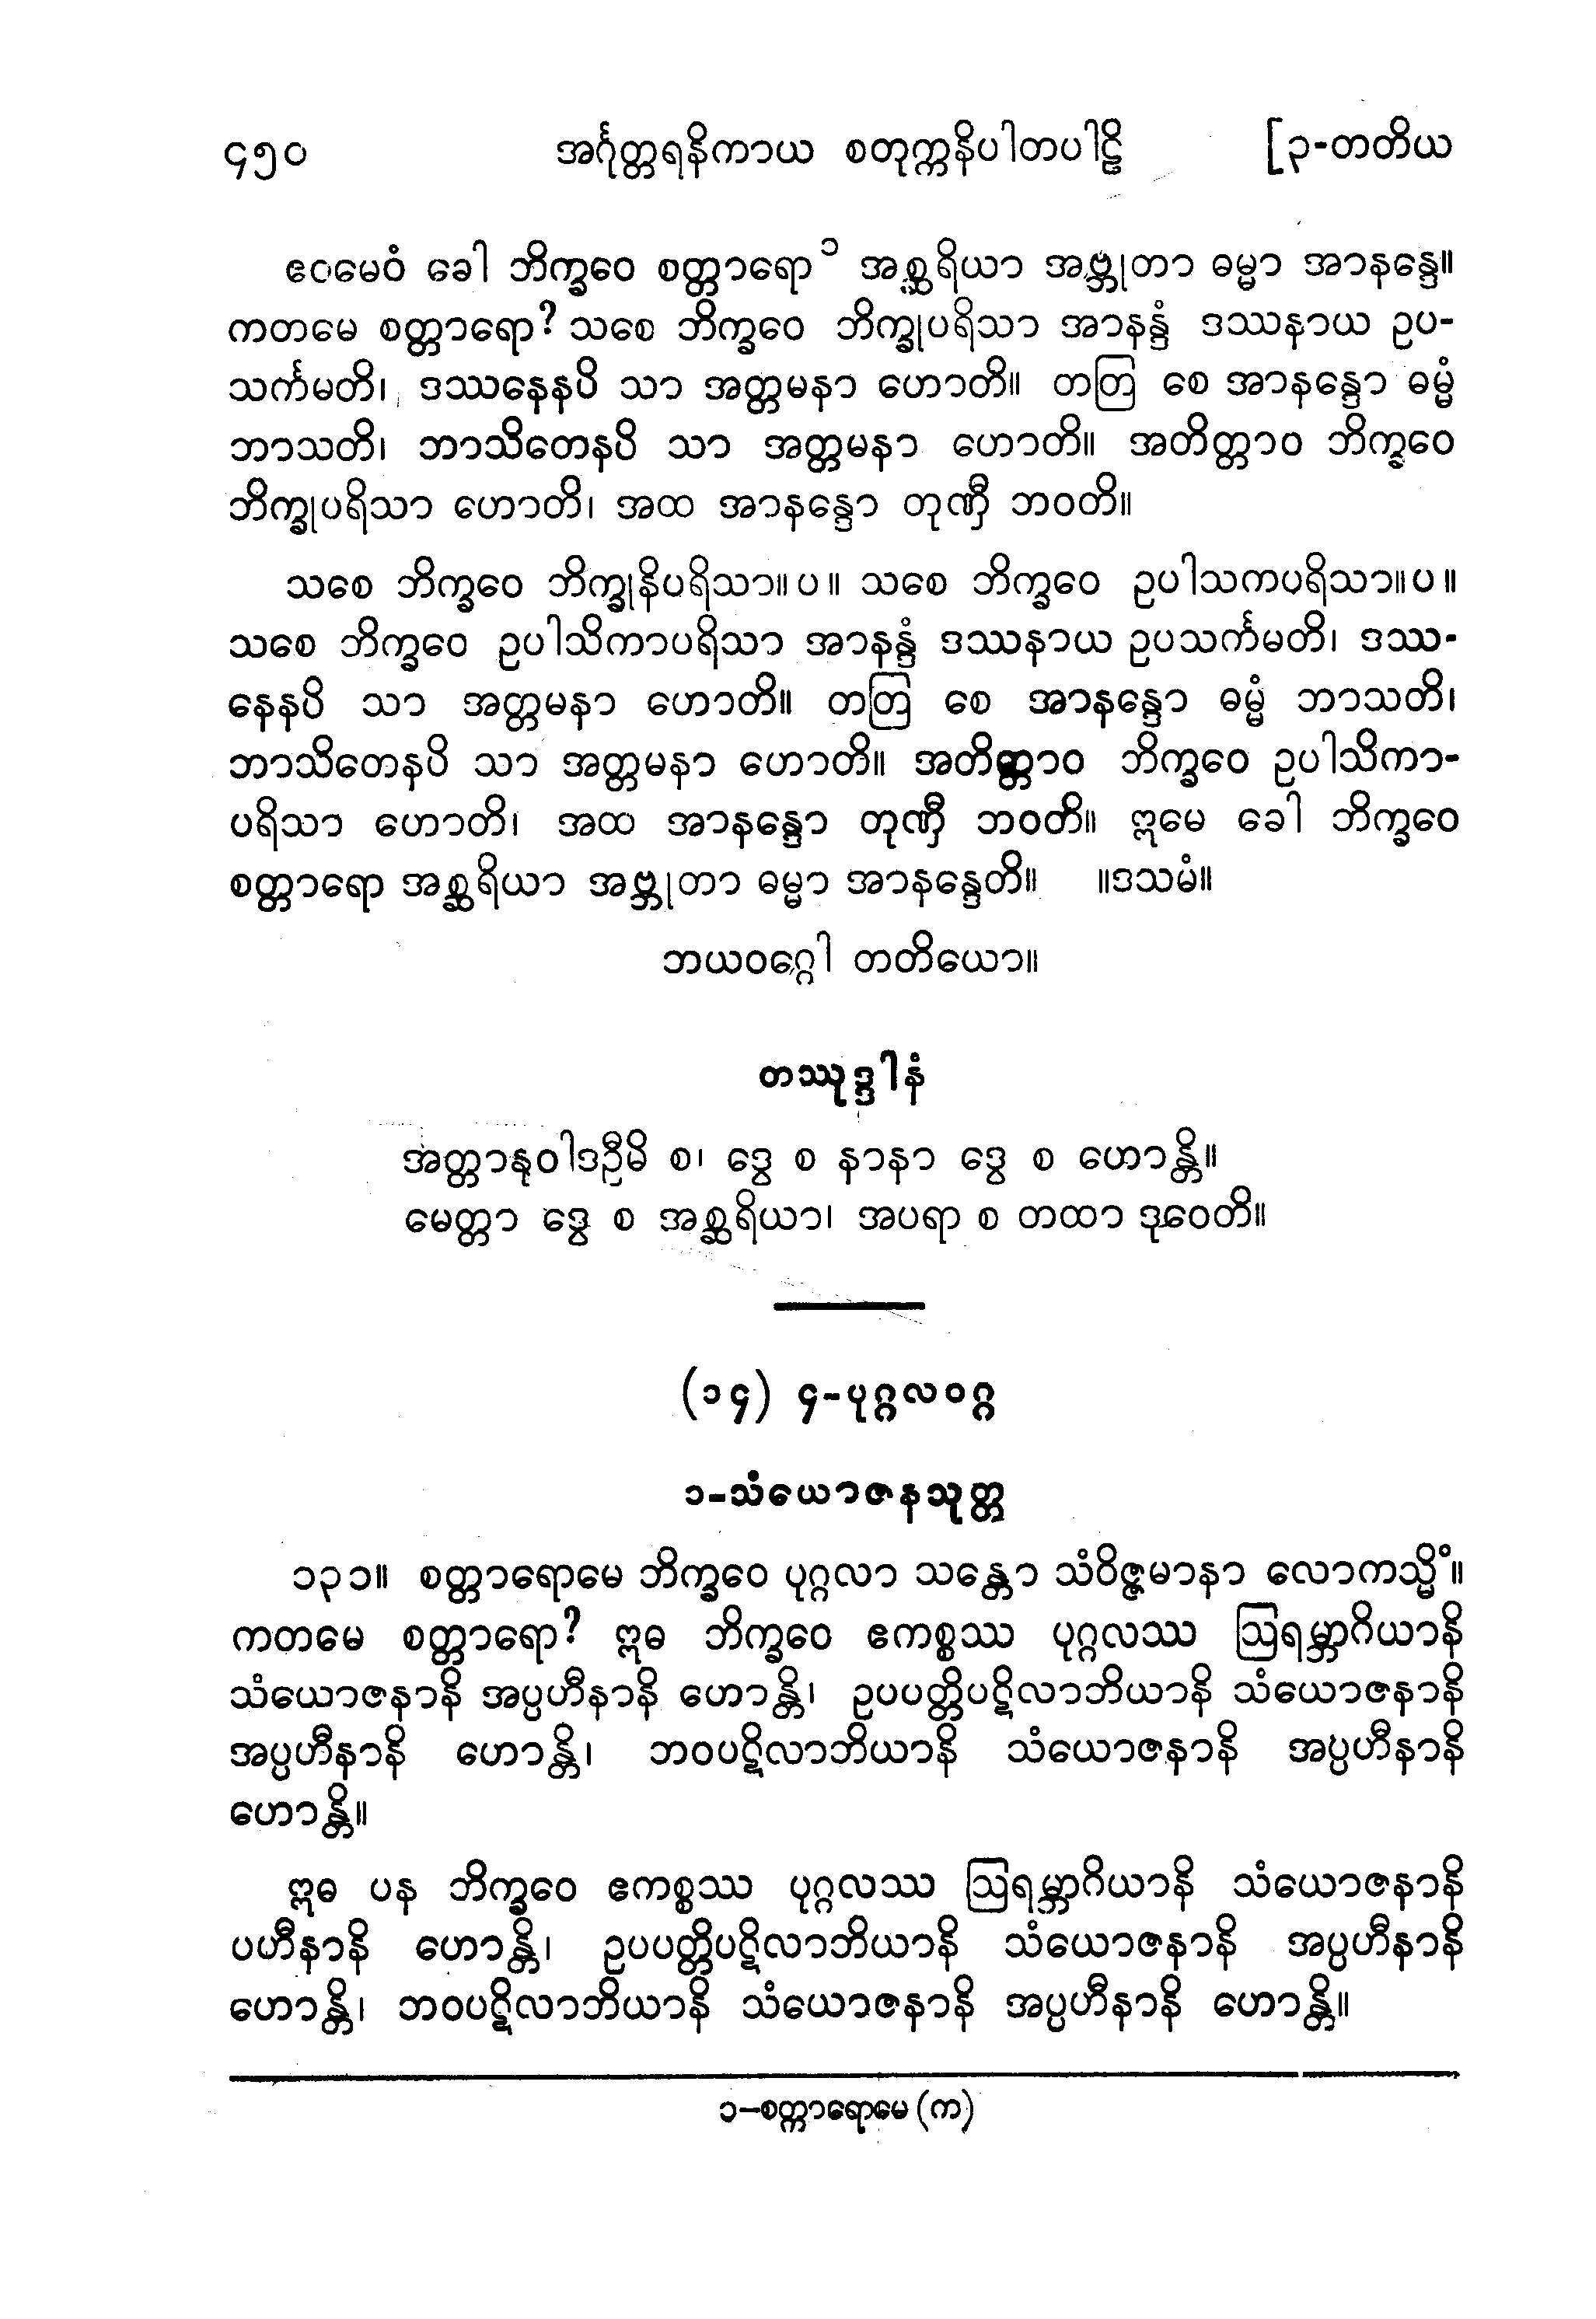 ၄၅၀ အင်္ဂုတ္တရနိကာယ စတုက္ကနိပါတပါဠိ [၃-တတိယ
ဧဝမေဝံ ခေါ ဘိက္ခဝေ စတ္တာရော ၁ အစ္ဆရိယာ အဗ္ဘုတာ ဓမ္မာ အာနန္ဒေ။
ကတမေ စတ္တာရော? သစေ ဘိက္ခဝေ ဘိက္ခုပရိသာ အာနန္ဒံ ဒဿနာယ ဥပ-
သင်္ကမတိ၊ ဒဿနေနပိ သာ အတ္တမနာ ဟောတိ။ တတြ စေ အာနန္ဒော ဓမ္မံ
ဘာသတိ၊ ဘာသိတေနပိ သာ အတ္တမနာ ဟောတိ။ အတိတ္တာဝ ဘိက္ခဝေ
ဘိက္ခုပရိသာ ဟောတိ၊ အထ အာနန္ဒော တုဏှီ ဘဝတိ။
သစေ ဘိက္ခဝေ ဘိက္ခုနိပရိသာ။ပ။ သစေ ဘိက္ခဝေ ဥပါသကပရိသာ။ပ။
သစေ ဘိက္ခဝေ ဥပါသိကာပရိသာ အာနန္ဒံ ဒဿနာယ ဥပသင်္ကမတိ၊ ဒဿ-
နေနပိ သာ အတ္တမနာ ဟောတိ။ တတြ စေ အာနန္ဒော ဓမ္မံ ဘာသတိ၊
ဘာသိတေနပိ သာ အတ္တမနာ ဟောတိ။ အတိတ္တာဝ ဘိက္ခဝေ ဥပါသိကာ-
ပရိသာ ဟောတိ၊ အထ အာနန္ဒော တုဏှီ ဘဝတိ။ ဣမေ ခေါ ဘိက္ခဝေ
စတ္တာရော အစ္ဆရိယာ အဗ္ဘုတာ ဓမ္မာ အာနန္ဒေတိ။ ။ဒသမံ။
ဘယဝဂ္ဂေါ တတိယော။
တဿုဒ္ဒါနံ
အတ္တာနုဝါဒဦမိ စ၊ ဒွေ စ နာနာ ဒွေ စ ဟောန္တိ။
မေတ္တာ ဒွေ စ အစ္ဆရိယာ၊ အပရာ စ တထာ ဒုဝေတိ။
(၁၄) ၄-ပုဂ္ဂလဝဂ္ဂ
၁-သံယောဇနသုတ္တ
၁၃၁။ စတ္တာရောမေ ဘိက္ခဝေ ပုဂ္ဂလာ သန္တော သံဝိဇ္ဇမာနာ လောကသ္မိံ။
ကတမေ စတ္တာရော? ဣဓ ဘိက္ခဝေ ဧကစ္စဿ ပုဂ္ဂလဿ ဩရမ္ဘာဂိယာနိ
သံယောဇနာနိ အပ္ပဟီနာနိ ဟောန္တိ၊ ဥပပတ္တိပဋိလာဘိယာနိ သံယောဇနာနိ
အပ္ပဟီနာနိ ဟောန္တိ၊ ဘဝပဋိလာဘိယာနိ သံယောဇနာနိ အပ္ပဟီနာနိ
ဟောန္တိ။
ဣဓ ပန ဘိက္ခဝေ ဧကစ္စဿ ပုဂ္ဂလဿ ဩရမ္ဘာဂိယာနိ သံယောဇနာနိ
ပဟီနာနိ ဟောန္တိ၊ ဥပပတ္တိပဋိလာဘိယာနိ သံယောဇနာနိ အပ္ပဟီနာနိ
ဟောန္တိ၊ ဘဝပဋိလာဘိယာနိ သံယောဇနာနိ အပ္ပဟီနာနိ ဟောန္တိ။
၁-စတ္တာရောမေ (က)